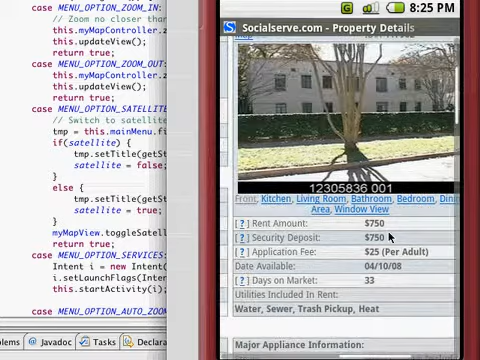 case MENU_OPTION_ZOOM_IN:
// Zoom no closer than
this.myMapController.z
this.updateView();
return true;
case MENU_OPTION_ZOOM_OUT:
this.myMapController.z
this.updateView();
return true;
case MENU_OPTION_SATELLIT
// Switch to satellit
tmp = this.mainMenu.fi
if(satellite) {
tmp.setTitle(getSt
satellite = false;
}
else {
tmp.setTitle(getSt
satellite = true;
}
myMapView.toggleSatell
return true;
case MENU_OPTION_SERVICES:
Intent i = new Intent(
i.setLaunchFlags(Inten
this.startActivity(i);
case MENU_OPTION_AUTO_ZOOM
blems
@ Javadoc
Tasks
Declara
G
8:25 PM
S Socialserve.com - Property Details
12305836 001
Front, Kitchen, Living Room, Bathroom, Bedroom, Dinin
Area, Window View
[ ? ] Rent Amount: $750
[ ? ] Security Deposit: $750
[ ? ] Application Fee: $25 (Per Adult)
Date Available: 04/10/08
[ ? ] Days on Market: 33
Utilities Included In Rent:
Water, Sewer, Trash Pickup, Heat
Major Appliance Information: